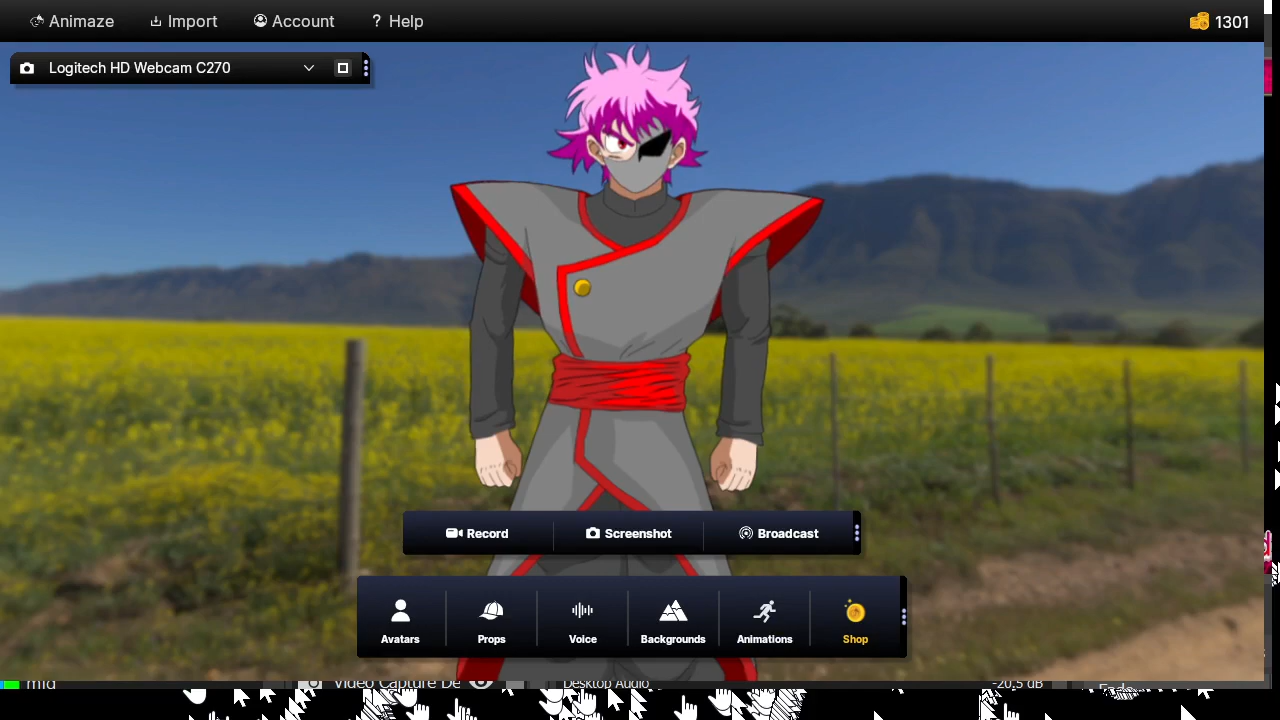 Animaze Import Account ? Help 1301
Logitech HD Webcam C270
Record Screenshot Broadcast
Avatars Props Voice Backgrounds Animations Shop
mid Video Capture De Desktop Audio -20.5 dB